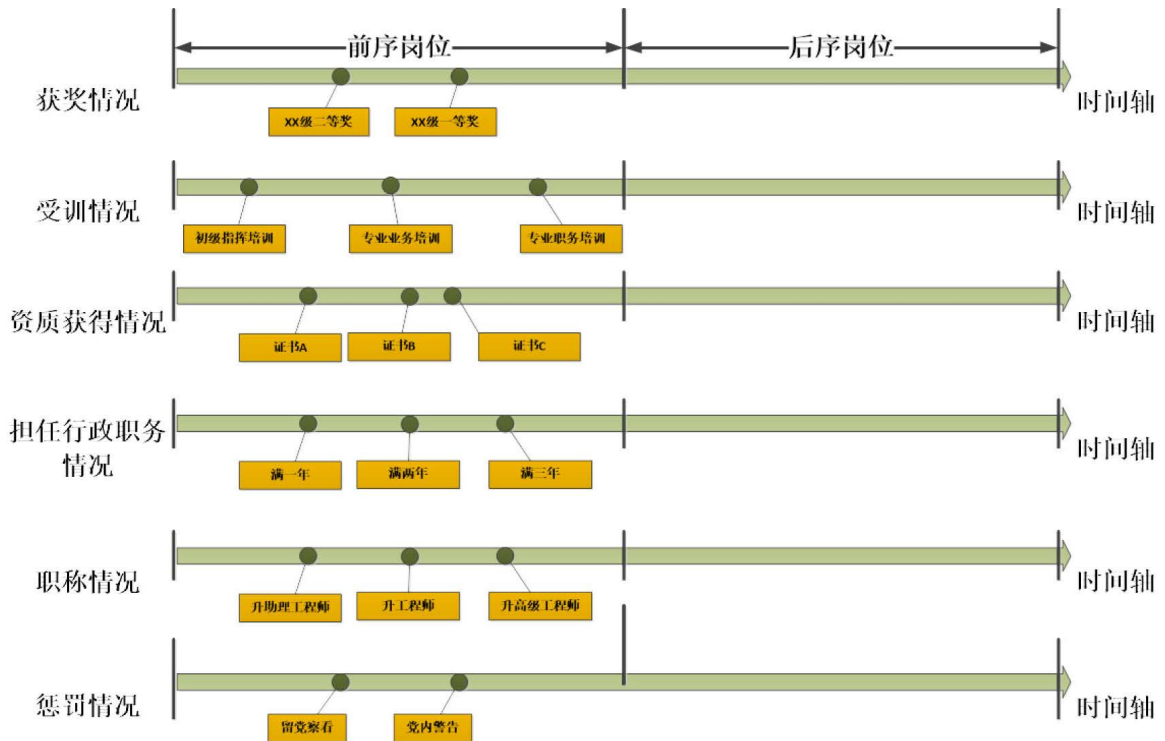 前序岗位
后序岗位
获奖情况
时间轴
XX级二等奖
XX级一等奖
受训情况
时间轴
初级指挥培训
专业业务培训
专业职务培训
资质获得情况
时间轴
证书A
证书B
证书C
担任行政职务
情况
时间轴
满一年
满两年
满三年
职称情况
时间轴
升助理工程师
升工程师
升高级工程师
惩罚情况
时间轴
留党察看
党内警告